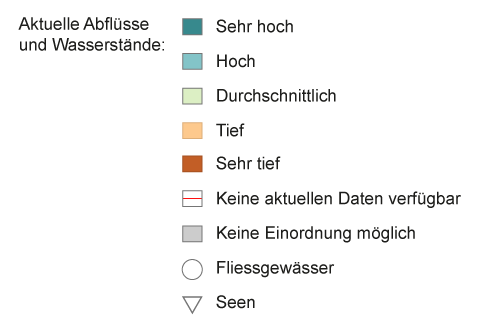 Aktuelle Abflüsse
und Wasserstände:
Sehr hoch
Hoch
Durchschnittlich
Tief
Sehr tief
Keine aktuellen Daten verfügbar
Keine Einordnung möglich
Fliessgewässer
Seen